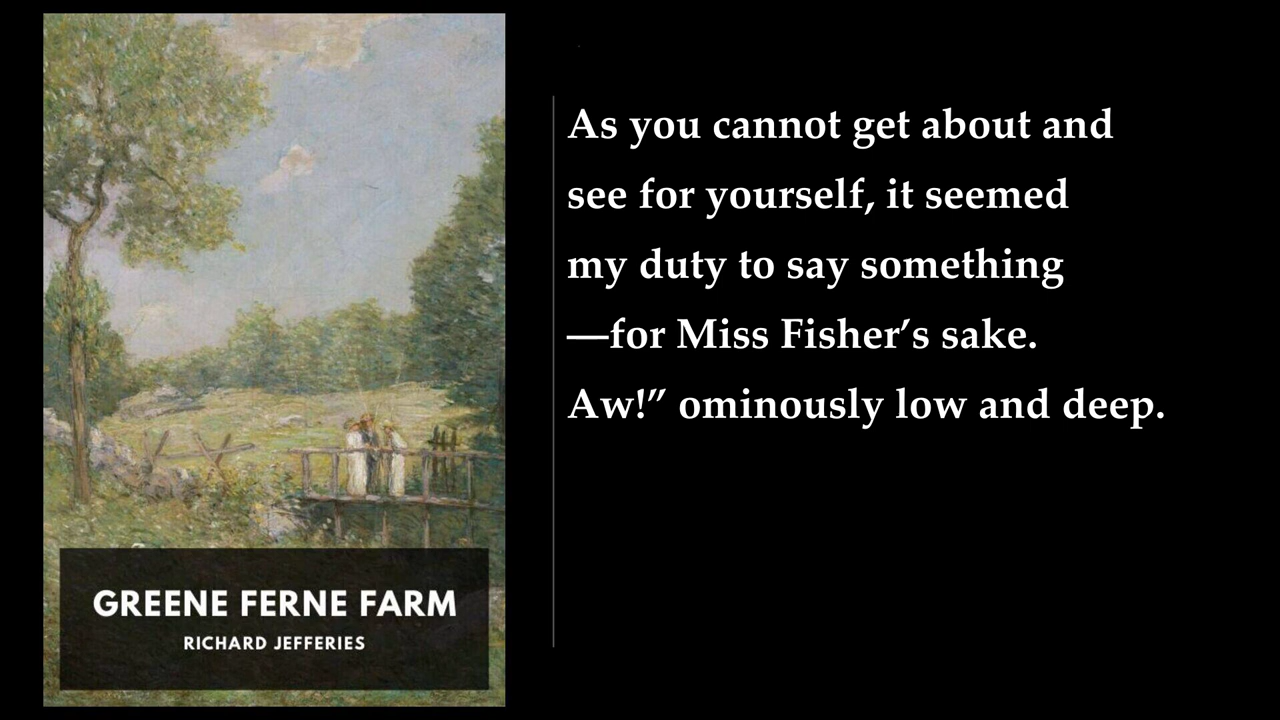 GREENE FERNE FARM
RICHARD JEFFERIES
As you cannot get about and
see for yourself, it seemed
my duty to say something
—for Miss Fisher’s sake.
Aw!” ominously low and deep.